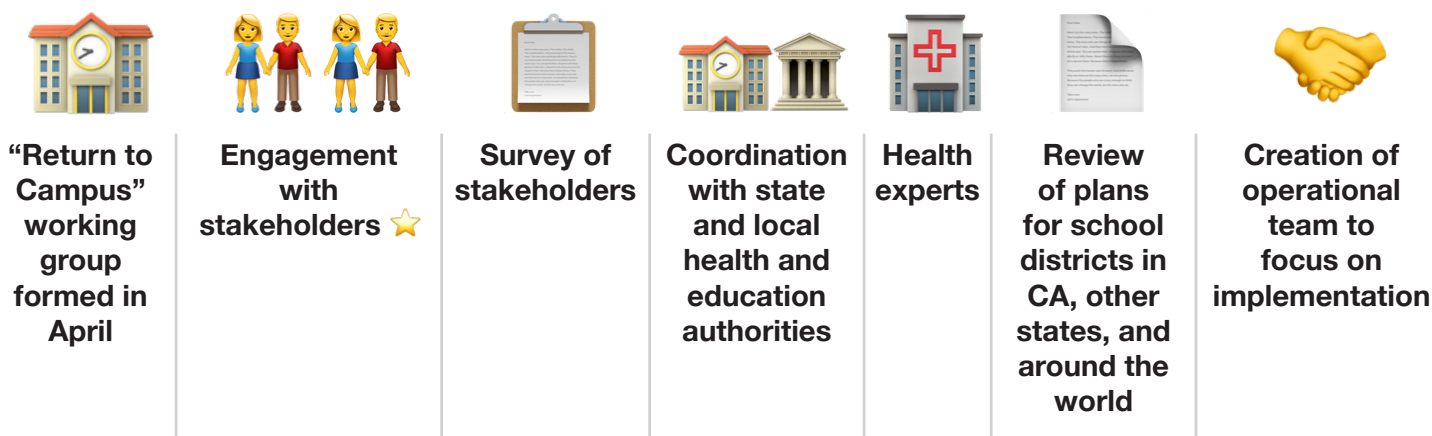 “Return to
Campus”
working
group
formed in
April
Engagement
with
stakeholders ⭐
Survey of
stakeholders
Coordination
with state
and local
health and
education
authorities
Health
experts
Review
of plans
for school
districts in
CA, other
states, and
around the
world
Creation of
operational
team to
focus on
implementation